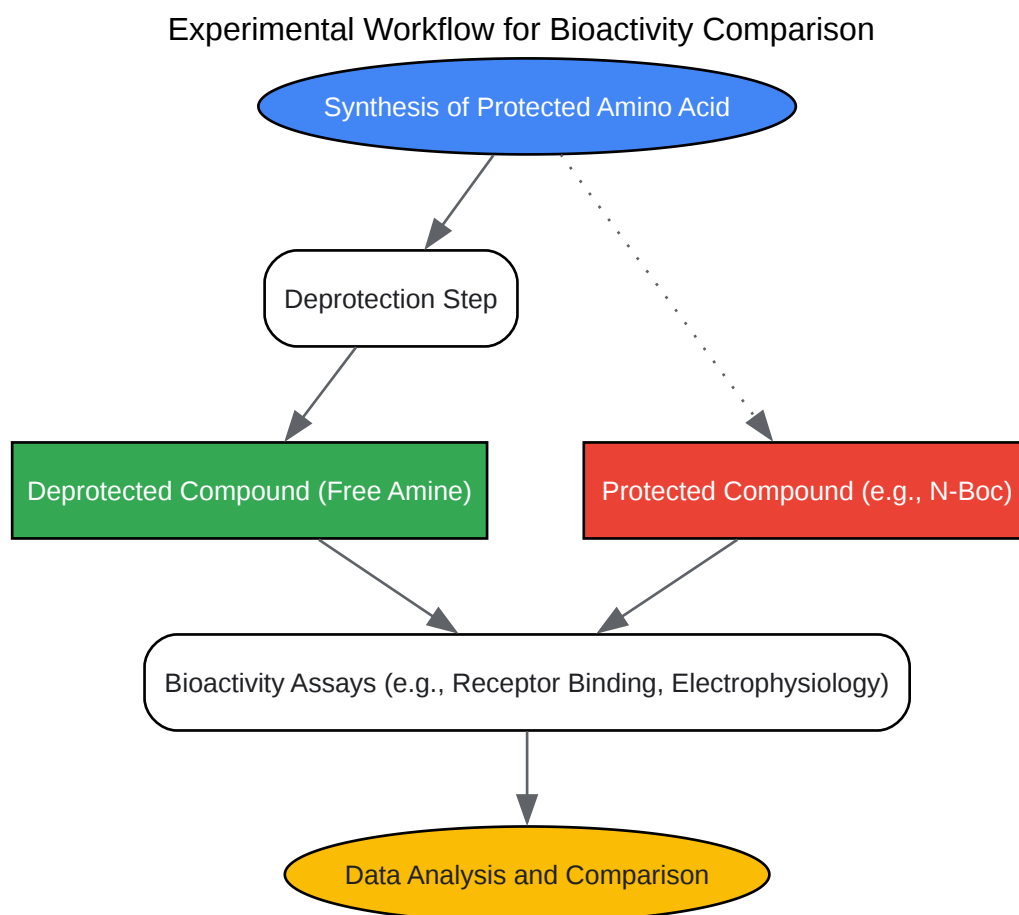 Experimental Workflow for Bioactivity Comparison
Synthesis of Protected Amino Acid
Deprotection Step
Deprotected Compound (Free Amine)
Protected Compound (e.g., N-Boc)
Bioactivity Assays (e.g., Receptor Binding, Electrophysiology)
Data Analysis and Comparison